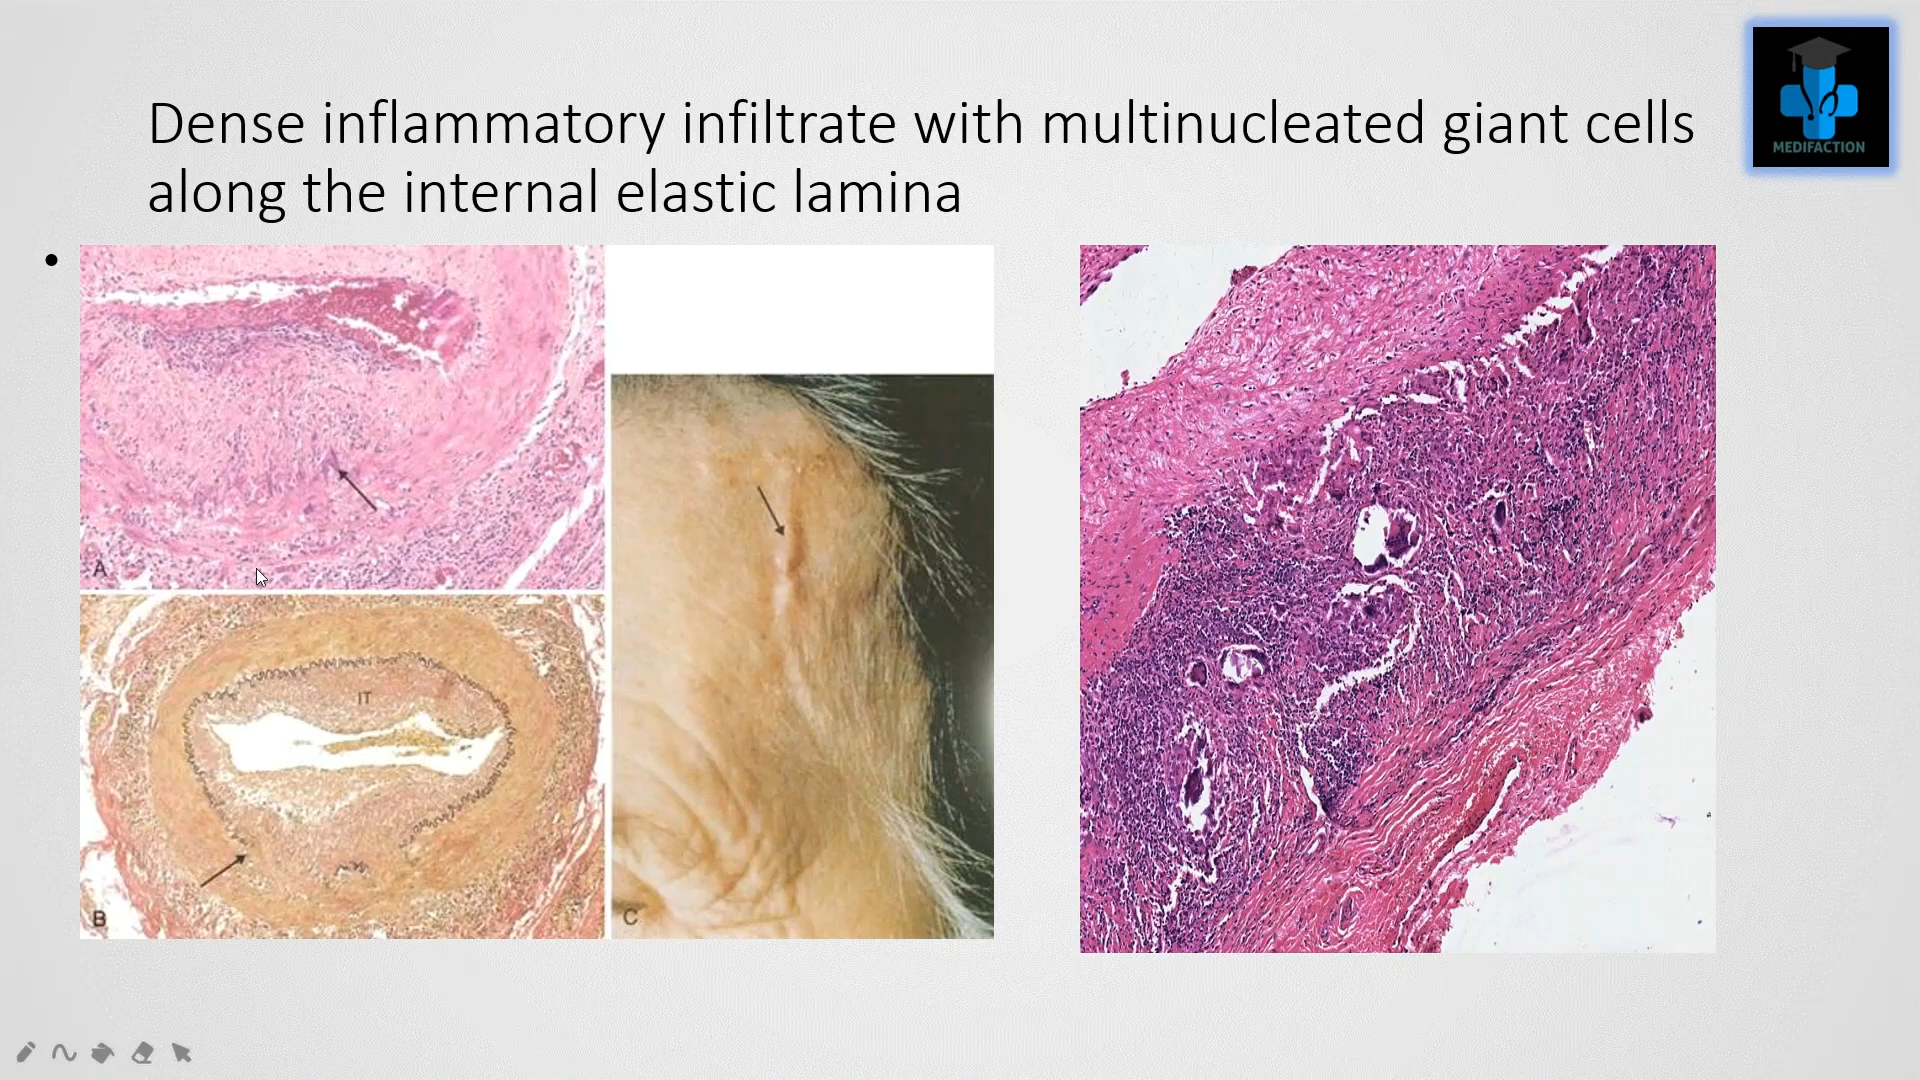 Dense inflammatory infiltrate with multinucleated giant cells
along the internal elastic lamina
MEDIFACTION
A
IT
B
C